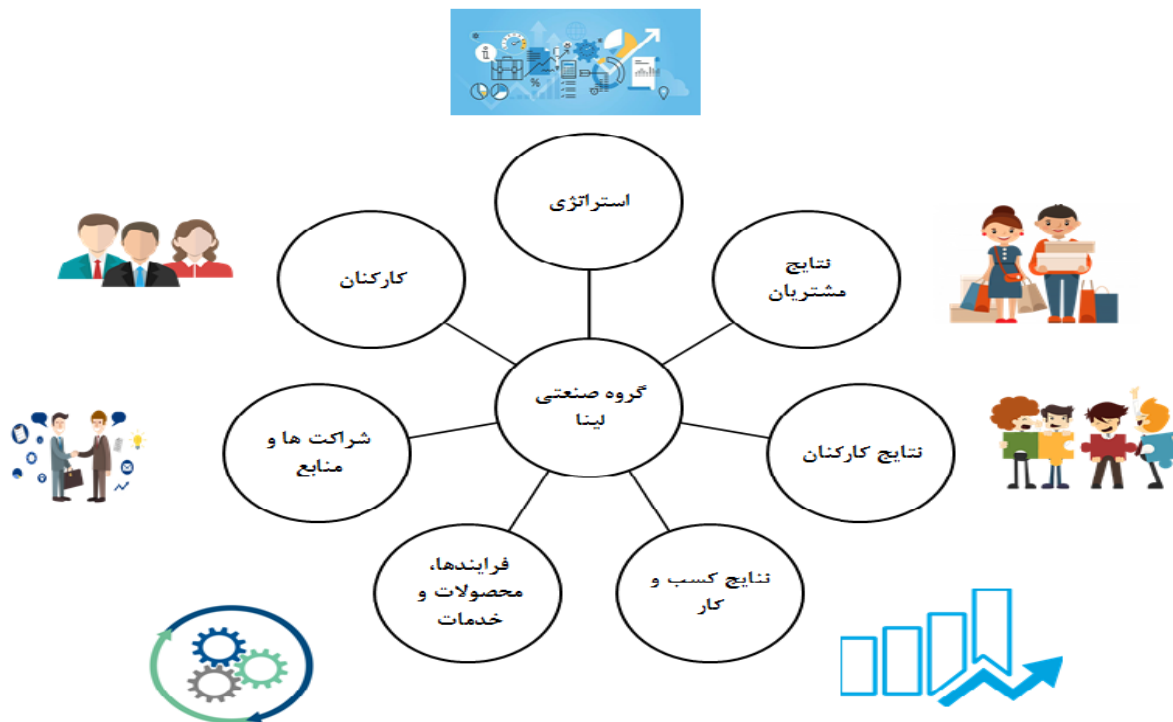 استراتژی
کارکنان
نتایج
مشتریان
گروه صنعتی
لینا
شراکت ها و
منابع
نتایج کارکنان
فرایندها،
محصولات و
خدمات
نتایج کسب و
کار